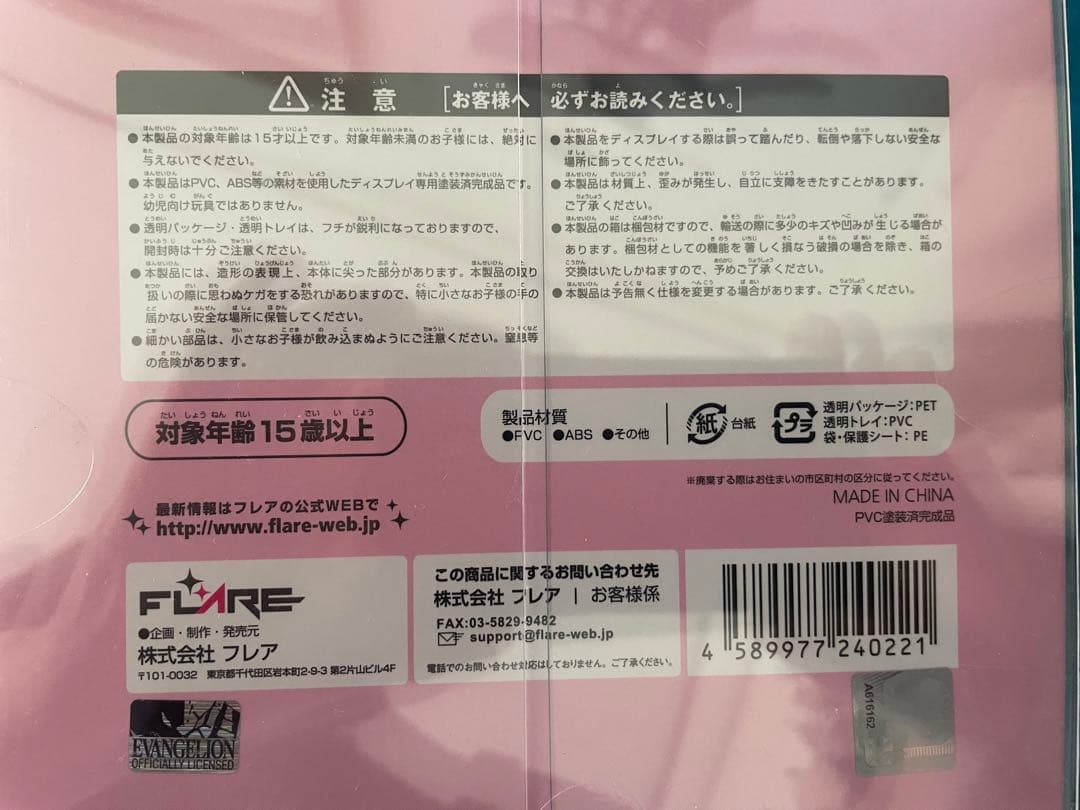 注意 [お客様へ 必ずお読みください。]
●本製品の対象年齢は15才以上です。対象年齢未満のお子様には、絶対に
与えないでください。
●本製品はPVC、ABS等の素材を使用したディスプレイ専用塗装済完成品です。
幼児向け玩具ではありません。
●透明パッケージ・透明トレイは、フチが鋭利になっておりますので、
開封時は十分ご注意ください。
●本製品には、造形の表現上、本体に尖った部分があります。本製品の取り
扱いの際に思わぬケガをする恐れがありますので、特に小さなお子様の手の
届かない安全な場所に保管してください。
●細かい部品は、小さなお子様が飲み込まぬようにご注意ください。窒息等
の危険があります。
●本製品をディスプレイする際は誤って踏んだり、転倒や落下しない安全な
場所に飾ってください。
●本製品は材質上、歪みが発生し、自立に支障をきたすことがあります。
ご了承ください。
●本製品の箱は梱包材ですので、輸送の際に多少のキズや凹みが生じる場合が
あります。梱包材としての機能を著しく損なう破損の場合を除き、箱の
交換はいたしかねますので、予めご了承ください。
●本製品は予告無く仕様を変更する場合があります。ご了承ください。
対象年齢15歳以上
製品材質
●PVC ●ABS ●その他
紙 台紙
プラ
透明パッケージ:PET
透明トレイ:PVC
袋・保護シート:PE
※廃棄する際はお住まいの市区町村の区分に従ってください。
MADE IN CHINA
PVC塗装済完成品
最新情報はフレアの公式WEBで
http://www.flare-web.jp
FLARE
●企画・制作・発売元
株式会社 フレア
〒101-0032 東京都千代田区岩本町2-9-3 第2片山ビル4F
この商品に関するお問い合わせ先
株式会社 フレア | お客様係
FAX:03-5829-9482
support@flare-web.jp
電話でのお問い合わせ対応はしておりません。ご了承ください。
4 589977 240221
EVANGELION
OFFICIALLY LICENSED
A616162